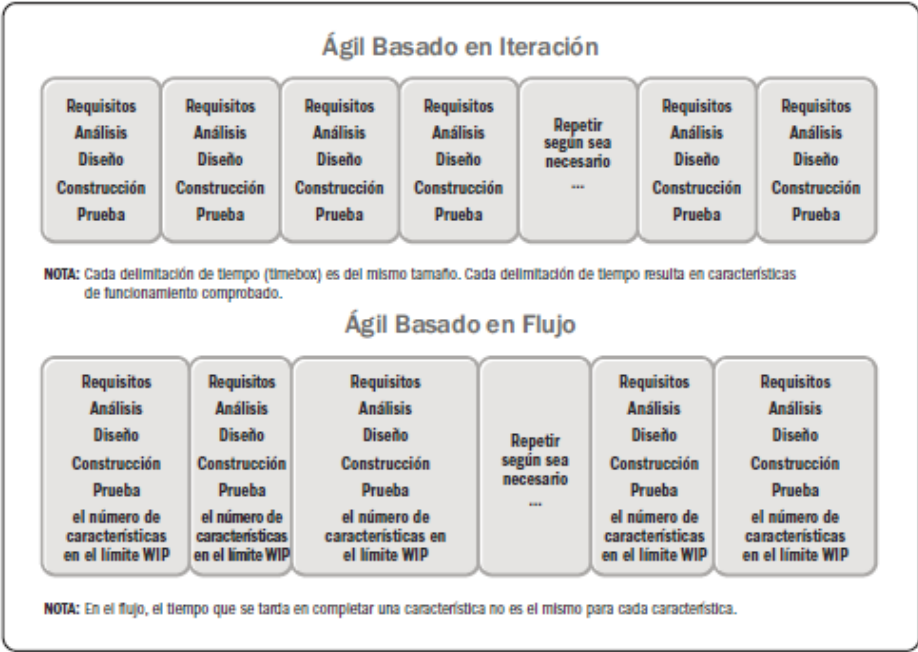 Ágil Basado en Iteración
Requisitos
Análisis
Diseño
Construcción
Prueba
Requisitos
Análisis
Diseño
Construcción
Prueba
Requisitos
Análisis
Diseño
Construcción
Prueba
Requisitos
Análisis
Diseño
Construcción
Prueba
Repetir
según sea
necesario
...
Requisitos
Análisis
Diseño
Construcción
Prueba
Requisitos
Análisis
Diseño
Construcción
Prueba
NOTA: Cada delimitación de tiempo (timebox) es del mismo tamaño. Cada delimitación de tiempo resulta en características
de funcionamiento comprobado.
Ágil Basado en Flujo
Requisitos
Análisis
Diseño
Construcción
Prueba
el número de
características
en el límite WIP
Requisitos
Análisis
Diseño
Construcción
Prueba
el número de
características
en el límite WIP
Requisitos
Análisis
Diseño
Construcción
Prueba
el número de
características en
el límite WIP
Repetir
según sea
necesario
...
Requisitos
Análisis
Diseño
Construcción
Prueba
el número de
características
en el límite WIP
Requisitos
Análisis
Diseño
Construcción
Prueba
el número de
características
en el límite WIP
NOTA: En el flujo, el tiempo que se tarda en completar una característica no es el mismo para cada característica.